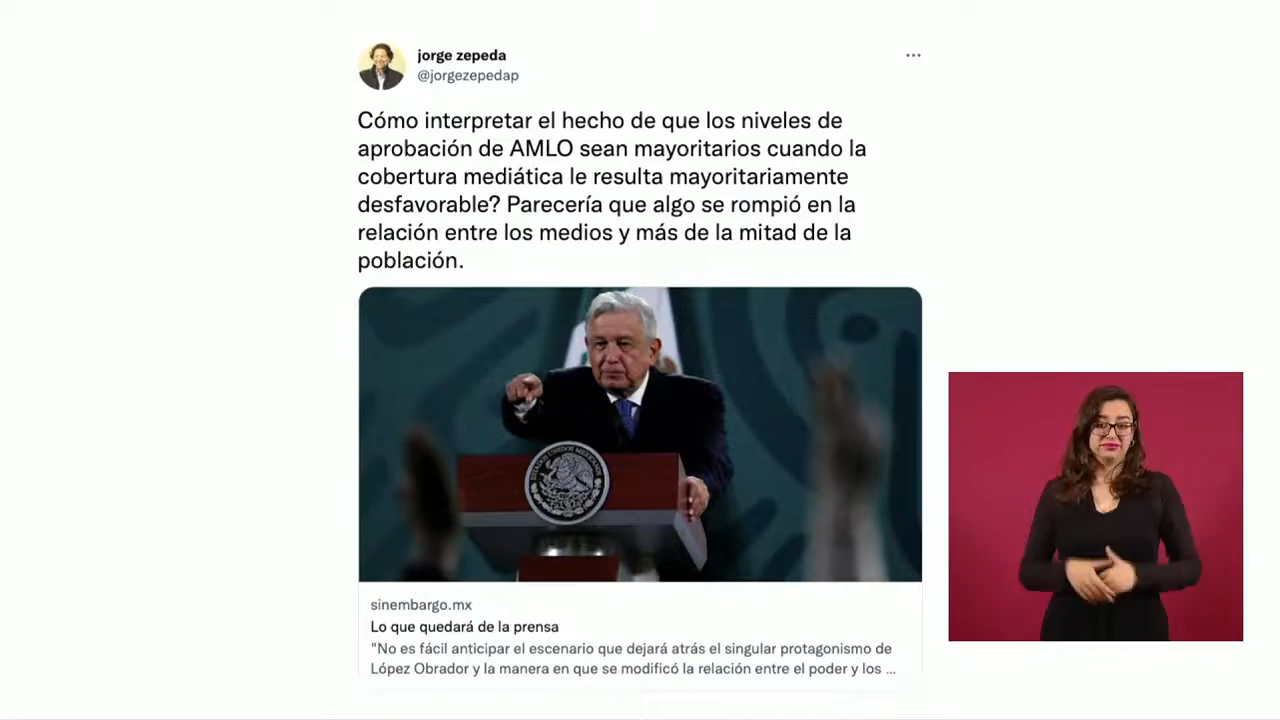 jorge zepeda
@jorgezepedap
Cómo interpretar el hecho de que los niveles de
aprobación de AMLO sean mayoritarios cuando la
cobertura mediática le resulta mayoritariamente
desfavorable? Parecería que algo se rompió en la
relación entre los medios y más de la mitad de la
población.
ESTADOS UNIDOS MEXICANOS
sinembargo.mx
Lo que quedará de la prensa
"No es fácil anticipar el escenario que dejará atrás el singular protagonismo de
López Obrador y la manera en que se modificó la relación entre el poder y los ...